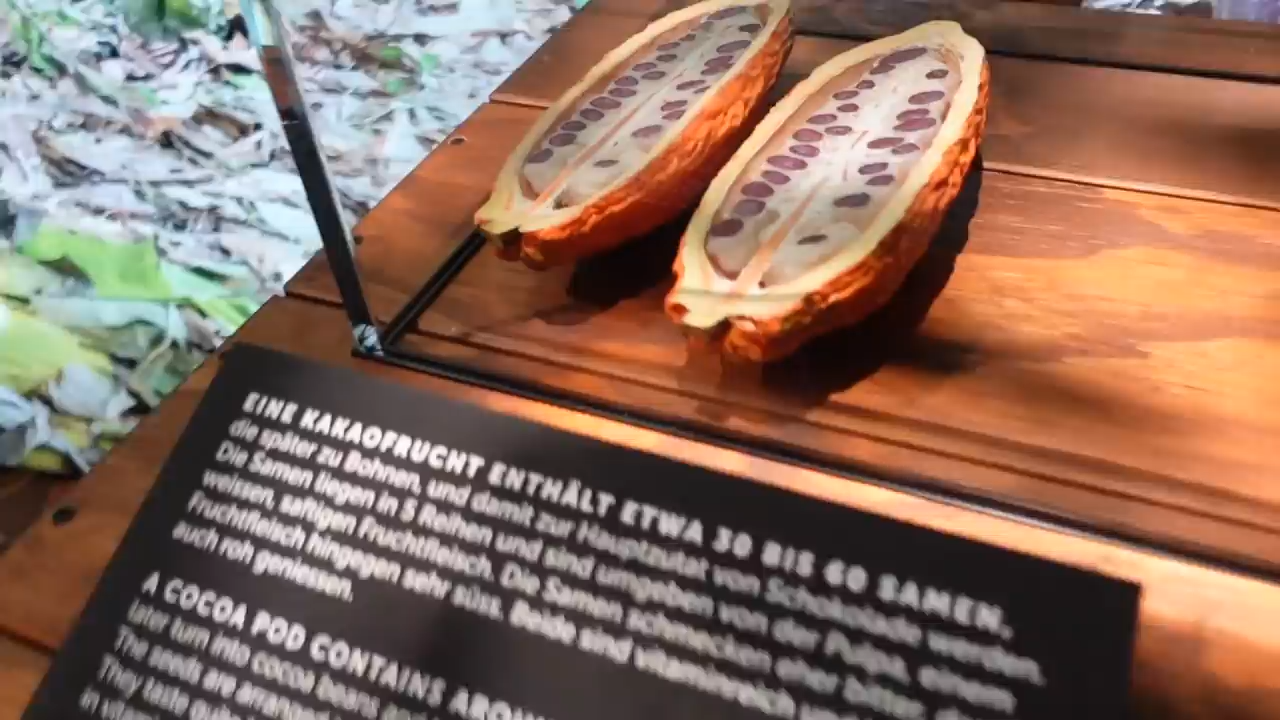 EINE KAKAOFRUCHT ENTHÄLT ETWA 30 BIS 60 SAMEN,
die später zu Bohnen, und damit zur Hauptzutat von Schokolade werden.
Die Samen liegen in 5 Reihen und sind umgeben von der Pulpa, einem
weissen, saftigen Fruchtfleisch. Die Samen schmecken eher bitter, das
Fruchtfleisch hingegen sehr süss. Beide sind vitaminreich
auch roh geniessen.
A COCOA POD CONTAINS
later turn into cocoa beans
The seeds are arranged
They taste quite